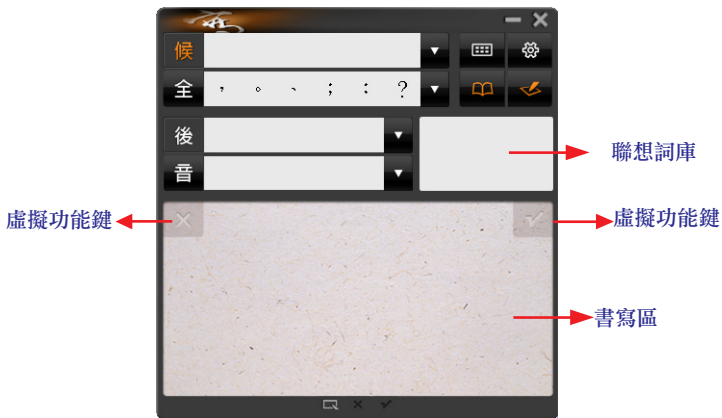 候
全 , 。 、 ; : ?
後
音
聯想詞庫
虛擬功能鍵
虛擬功能鍵
書寫區